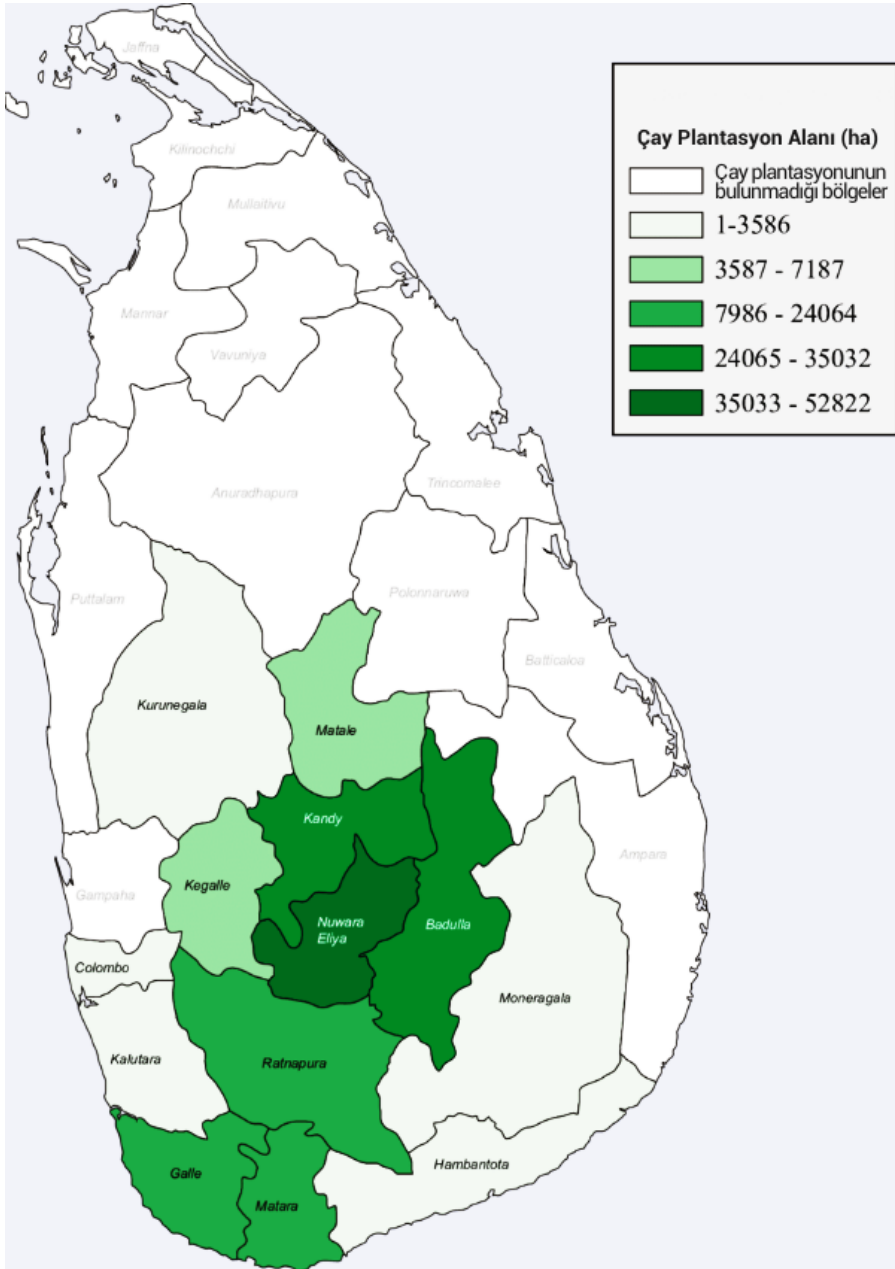 Jaffna
Kilinochchi
Mullaitivu
Mannar
Vavuniya
Anuradhapura
Trincomalee
Puttalam
Polonnaruwa
Batticaloa
Kurunegala
Matale
Kandy
Ampara
Gampaha
Kegalle
Nuwara
Eliya
Badulla
Colombo
Moneragala
Kalutara
Ratnapura
Hambantota
Galle
Matara
Çay Plantasyon Alanı (ha)
Çay plantasyonunun
bulunmadığı bölgeler
1-3586
3587 - 7187
7986 - 24064
24065 - 35032
35033 - 52822